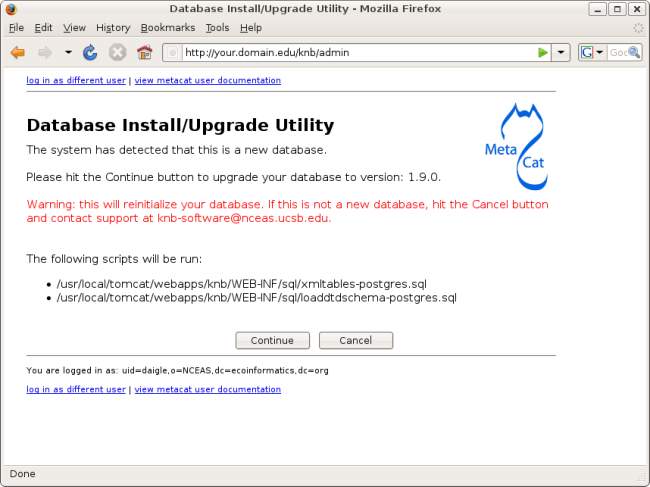 Database Install/Upgrade Utility - Mozilla Firefox
File Edit View History Bookmarks Tools Help
http://your.domain.edu/knb/admin
G Goo
log in as different user | view metacat user documentation
Database Install/Upgrade Utility
Meta
Cat
The system has detected that this is a new database.
Please hit the Continue button to upgrade your database to version: 1.9.0.
Warning: this will reinitialize your database. If this is not a new database, hit the Cancel button
and contact support at knb-software@nceas.ucsb.edu.
The following scripts will be run:
• /usr/local/tomcat/webapps/knb/WEB-INF/sql/xmltables-postgres.sql
• /usr/local/tomcat/webapps/knb/WEB-INF/sql/loaddtdschema-postgres.sql
Continue Cancel
You are logged in as: uid=daigle,o=NCEAS,dc=ecoinformatics,dc=org
log in as different user | view metacat user documentation
Done